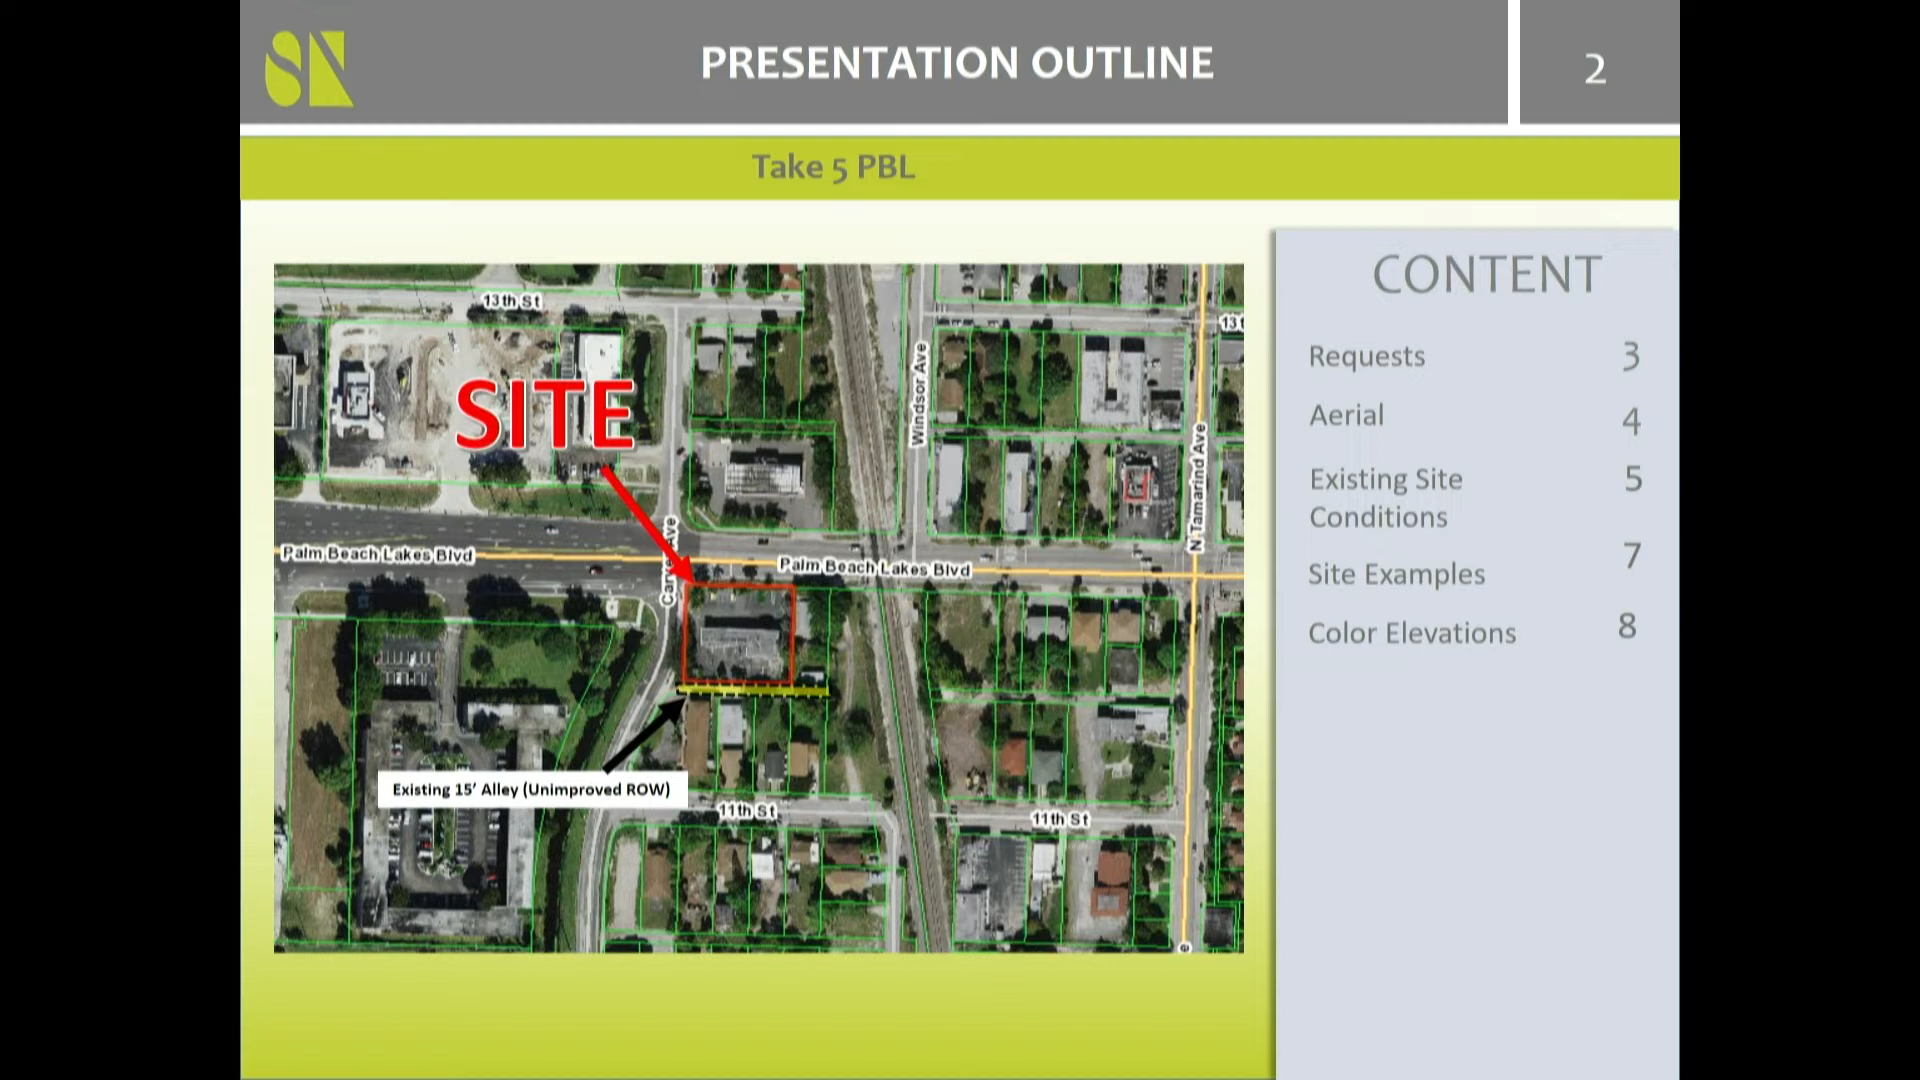 SN
PRESENTATION OUTLINE
2
Take 5 PBL
13th St
SITE
Windsor Ave
N Tamarind Ave
Palm Beach Lakes Blvd
Palm Beach Lakes Blvd
Existing 15' Alley (Unimproved ROW)
11th St
11th St
CONTENT
Requests 3
Aerial 4
Existing Site 5
Conditions
Site Examples 7
Color Elevations 8